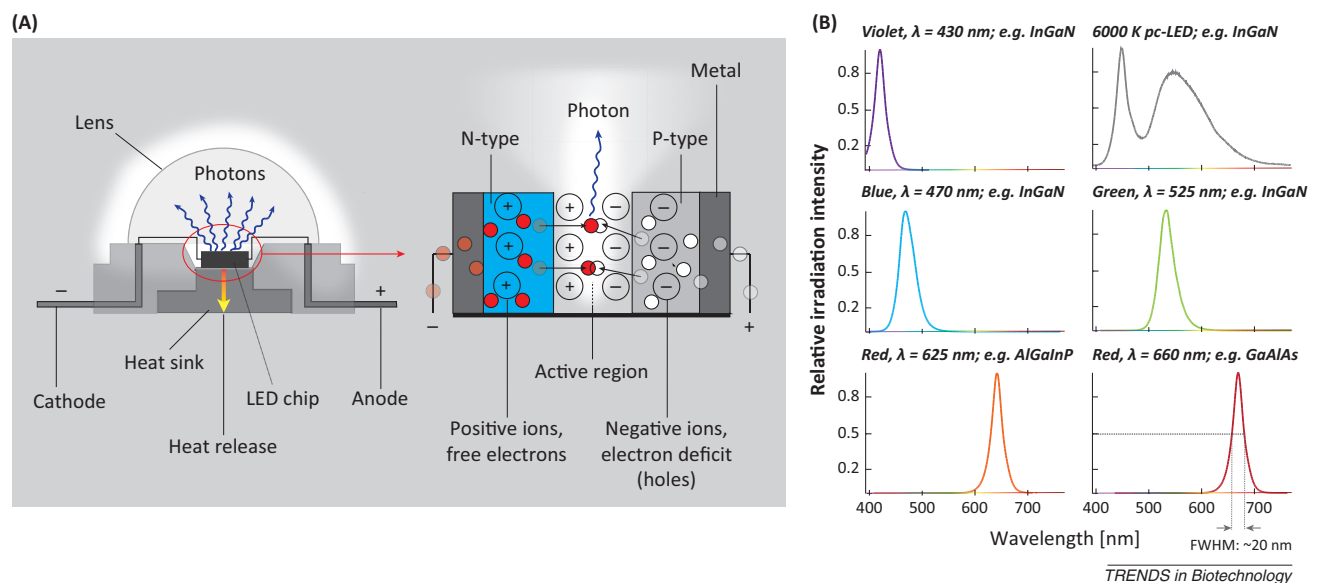 (A)
Lens
Photons
–
+
Heat sink
Cathode
LED chip
Anode
Heat release
Metal
Photon
N-type
P-type
+ + – –
+ + – –
+ + – –
–
+
Active region
Positive ions,
free electrons
Negative ions,
electron deficit
(holes)
(B)
Relative irradiation intensity
Violet, λ = 430 nm; e.g. InGaN
0.8
0.5
0.2
6000 K pc-LED; e.g. InGaN
Blue, λ = 470 nm; e.g. InGaN
0.8
0.5
0.2
Green, λ = 525 nm; e.g. InGaN
Red, λ = 625 nm; e.g. AlGaInP
0.8
0.5
0.2
400 500 600 700
Red, λ = 660 nm; e.g. GaAlAs
400 500 600 700
Wavelength [nm]
FWHM: ~20 nm
TRENDS in Biotechnology